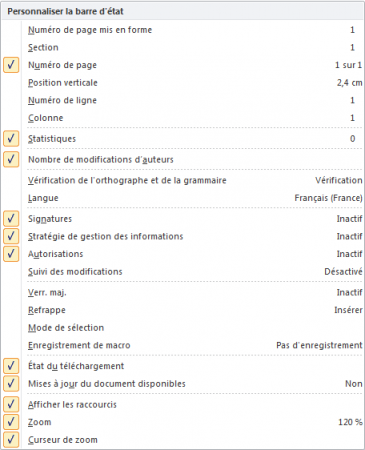 Personnaliser la barre d'état
Numéro de page mis en forme 1
Section 1
Numéro de page 1 sur 1
Position verticale 2,4 cm
Numéro de ligne 1
Colonne 1
Statistiques 0
Nombre de modifications d'auteurs
Vérification de l'orthographe et de la grammaire Vérification
Langue Français (France)
Signatures Inactif
Stratégie de gestion des informations Inactif
Autorisations Inactif
Suivi des modifications Désactivé
Verr. maj. Inactif
Refrappe Insérer
Mode de sélection
Enregistrement de macro Pas d'enregistrement
État du téléchargement
Mises à jour du document disponibles Non
Afficher les raccourcis
Zoom 120 %
Curseur de zoom